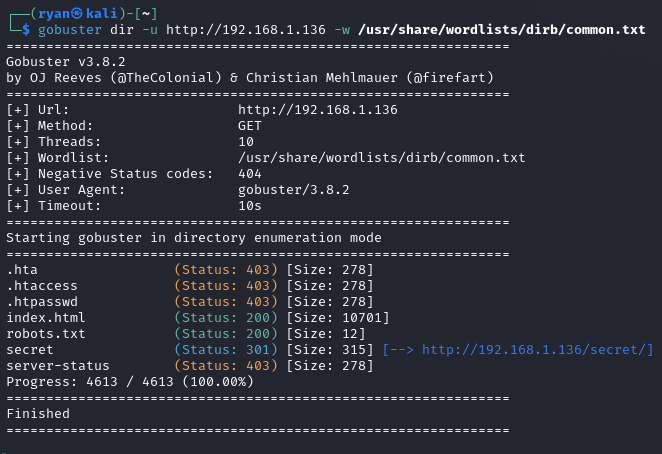 ┌──(ryan㉿kali)-[~]
└─$ gobuster dir -u http://192.168.1.136 -w /usr/share/wordlists/dirb/common.txt
===============================================================
Gobuster v3.8.2
by OJ Reeves (@TheColonial) & Christian Mehlmauer (@firefart)
===============================================================
[+] Url:                     http://192.168.1.136
[+] Method:                  GET
[+] Threads:                 10
[+] Wordlist:                /usr/share/wordlists/dirb/common.txt
[+] Negative Status codes:   404
[+] User Agent:              gobuster/3.8.2
[+] Timeout:                 10s
===============================================================
Starting gobuster in directory enumeration mode
===============================================================
.hta                 (Status: 403) [Size: 278]
.htaccess            (Status: 403) [Size: 278]
.htpasswd            (Status: 403) [Size: 278]
index.html           (Status: 200) [Size: 10701]
robots.txt           (Status: 200) [Size: 12]
secret               (Status: 301) [Size: 315] [--> http://192.168.1.136/secret/]
server-status        (Status: 403) [Size: 278]
Progress: 4613 / 4613 (100.00%)
===============================================================
Finished
===============================================================